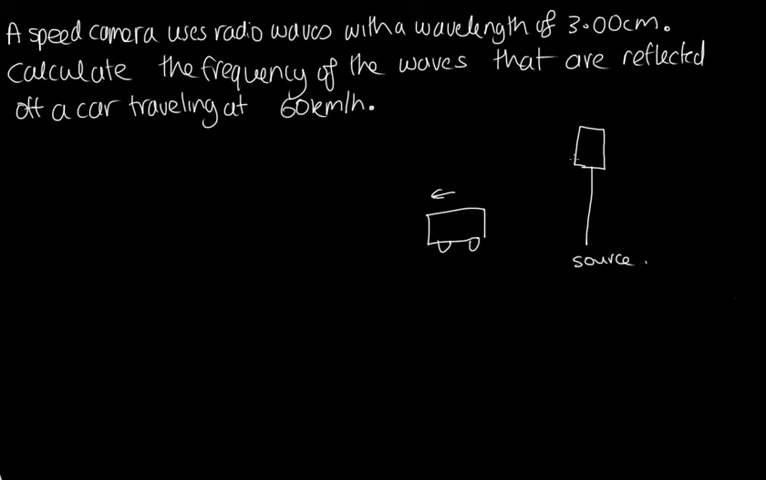 A speed camera uses radio waves with a wavelength of 3.00cm.
Calculate the frequency of the waves that are reflected
off a car traveling at 60km/h.
source.